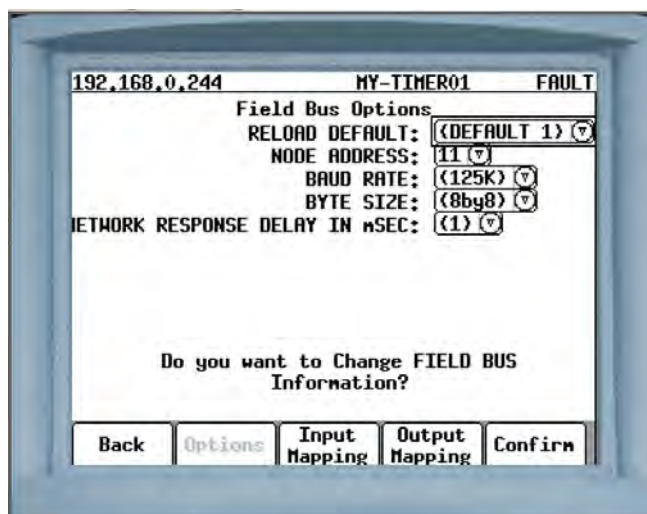 192.168.0.244 MY-TIMER01 FAULT
Field Bus Options
RELOAD DEFAULT: (DEFAULT 1)
NODE ADDRESS: 11
BAUD RATE: (125K)
BYTE SIZE: (8by8)
IETWORK RESPONSE DELAY IN mSEC: (1)
Do you want to Change FIELD BUS
Information?
Back Options Input Mapping Output Mapping Confirm